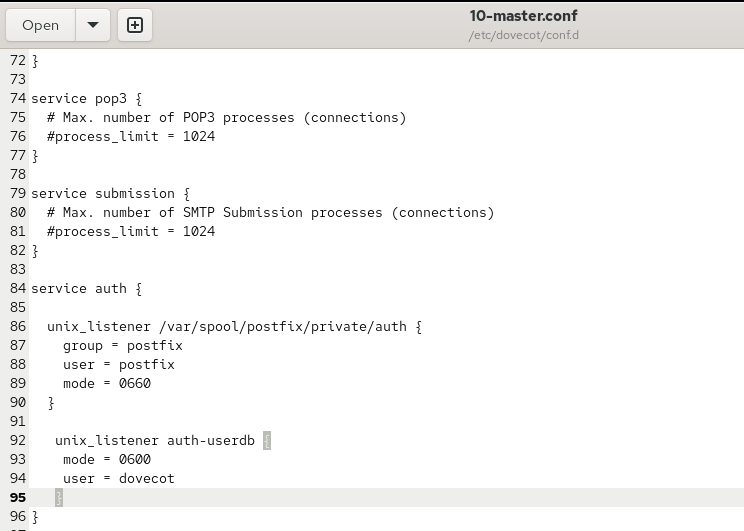 Open
10-master.conf
/etc/dovecot/conf.d
72 }
73
74 service pop3 {
75   # Max. number of POP3 processes (connections)
76   #process_limit = 1024
77 }
78
79 service submission {
80   # Max. number of SMTP Submission processes (connections)
81   #process_limit = 1024
82 }
83
84 service auth {
85
86   unix_listener /var/spool/postfix/private/auth {
87     group = postfix
88     user = postfix
89     mode = 0660
90   }
91
92    unix_listener auth-userdb {
93     mode = 0600
94     user = dovecot
95    }
96 }